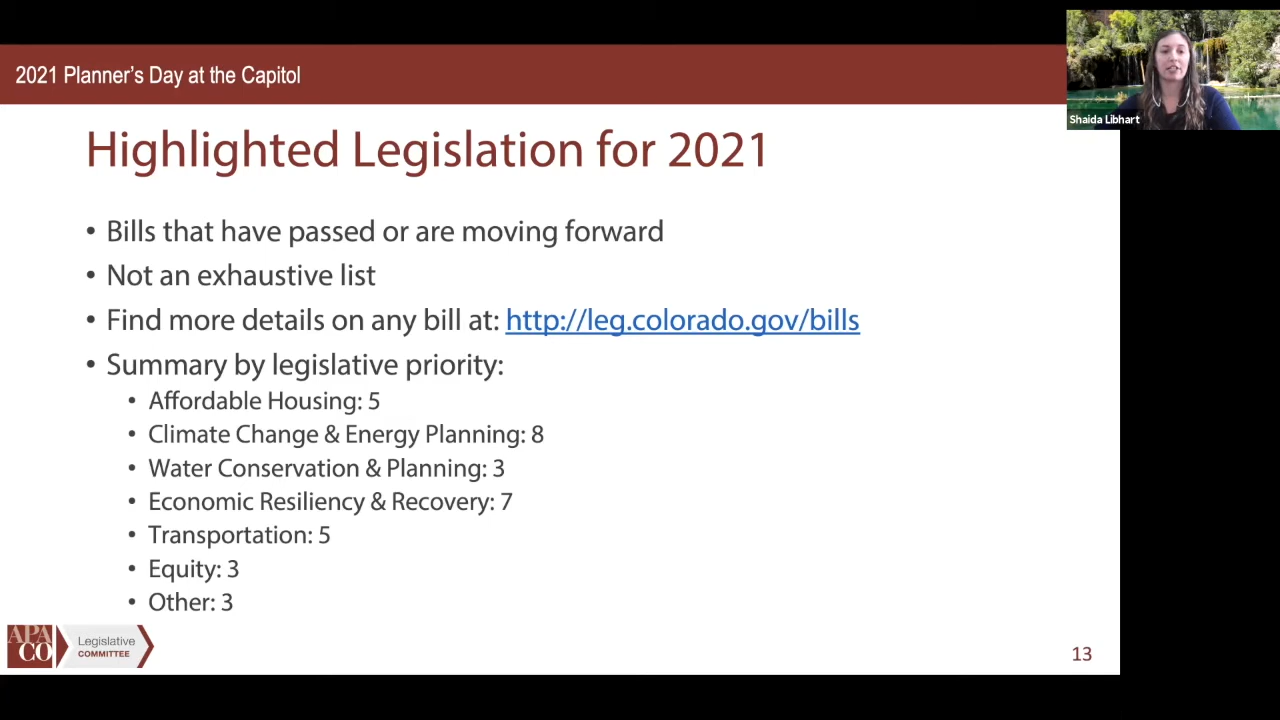 2021 Planner's Day at the Capitol
Shaida Libhart
Highlighted Legislation for 2021
• Bills that have passed or are moving forward
• Not an exhaustive list
• Find more details on any bill at: http://leg.colorado.gov/bills
• Summary by legislative priority:
• Affordable Housing: 5
• Climate Change & Energy Planning: 8
• Water Conservation & Planning: 3
• Economic Resiliency & Recovery: 7
• Transportation: 5
• Equity: 3
• Other: 3
APA
CO
Legislative
COMMITTEE
13